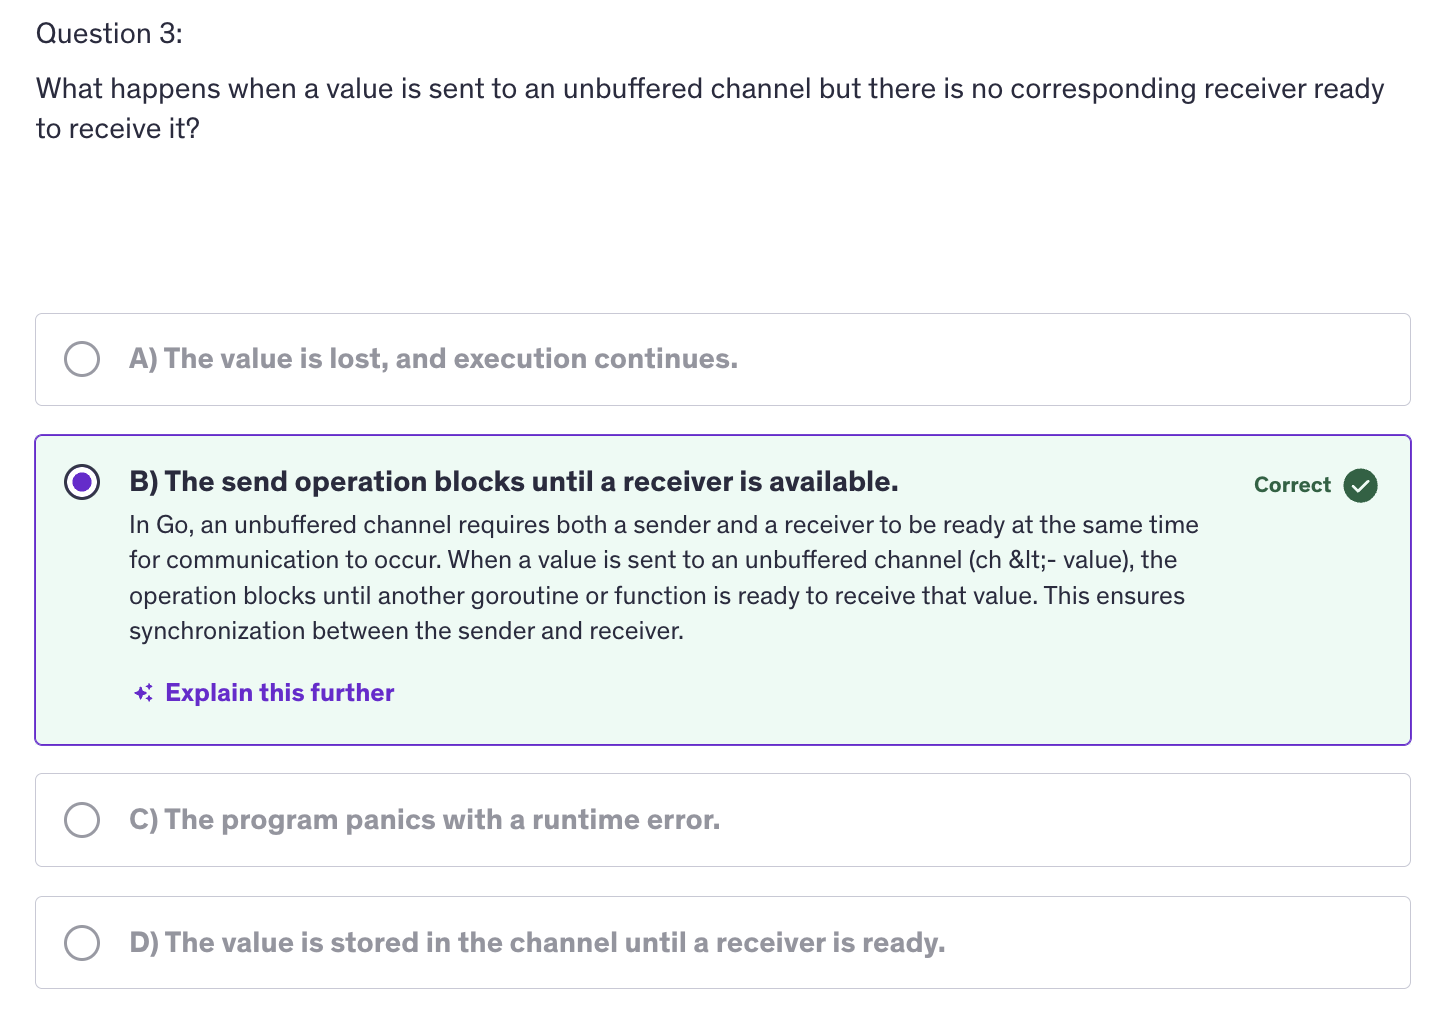 Question 3:
What happens when a value is sent to an unbuffered channel but there is no corresponding receiver ready
to receive it?
A) The value is lost, and execution continues.
B) The send operation blocks until a receiver is available.
Correct
In Go, an unbuffered channel requires both a sender and a receiver to be ready at the same time
for communication to occur. When a value is sent to an unbuffered channel (ch &lt;- value), the
operation blocks until another goroutine or function is ready to receive that value. This ensures
synchronization between the sender and receiver.
Explain this further
C) The program panics with a runtime error.
D) The value is stored in the channel until a receiver is ready.